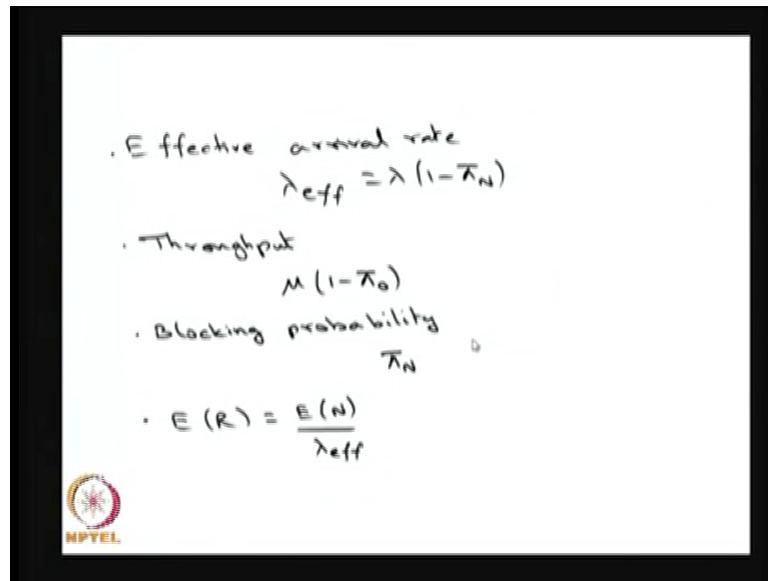 . Effective arrival rate
λeff = λ (1 - πN)
. Throughput
μ (1 - π0)
. Blocking probability
πN
. E (R) = E (N)
λeff
NPTEL